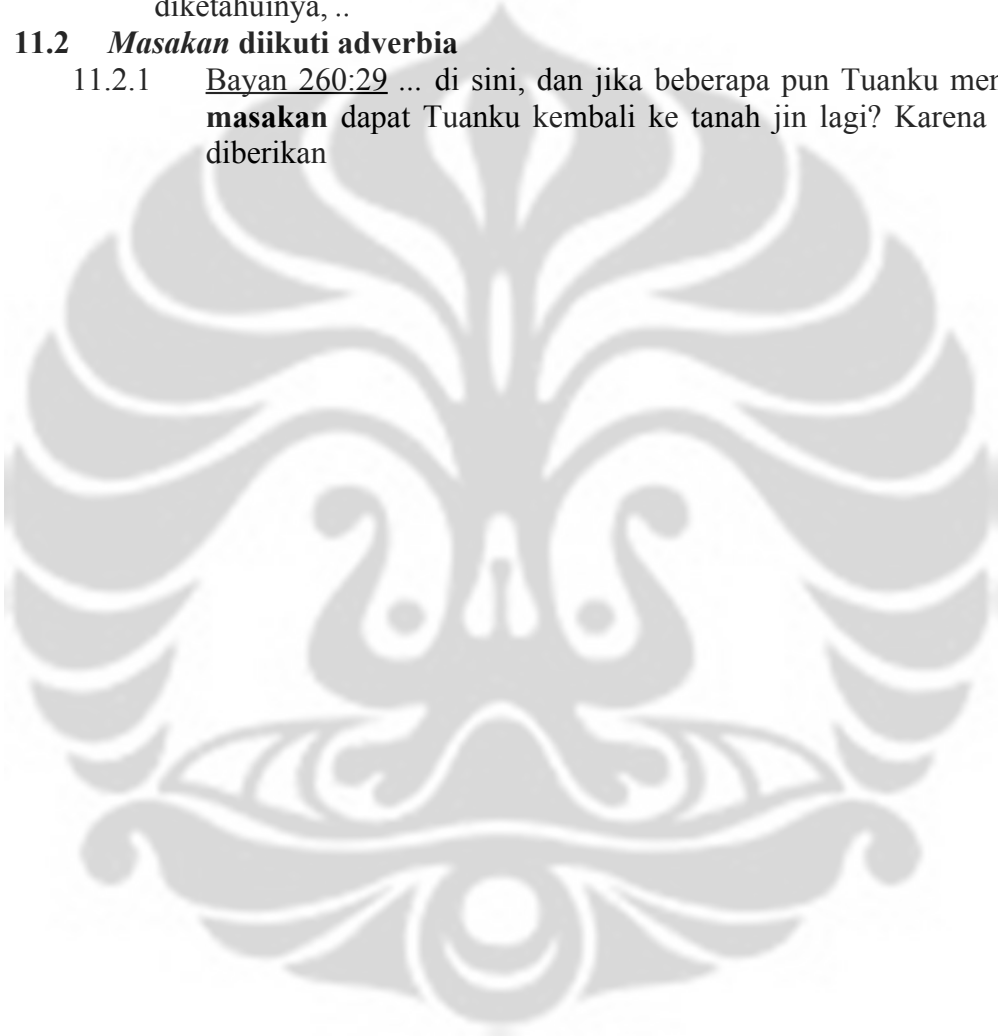 diketahuinya, ..
11.2 Masakan diikuti adverbia
11.2.1 Bayan 260:29 ... di sini, dan jika beberapa pun Tuanku
masakan dapat Tuanku kembali ke tanah jin lagi? Karena
diberikan